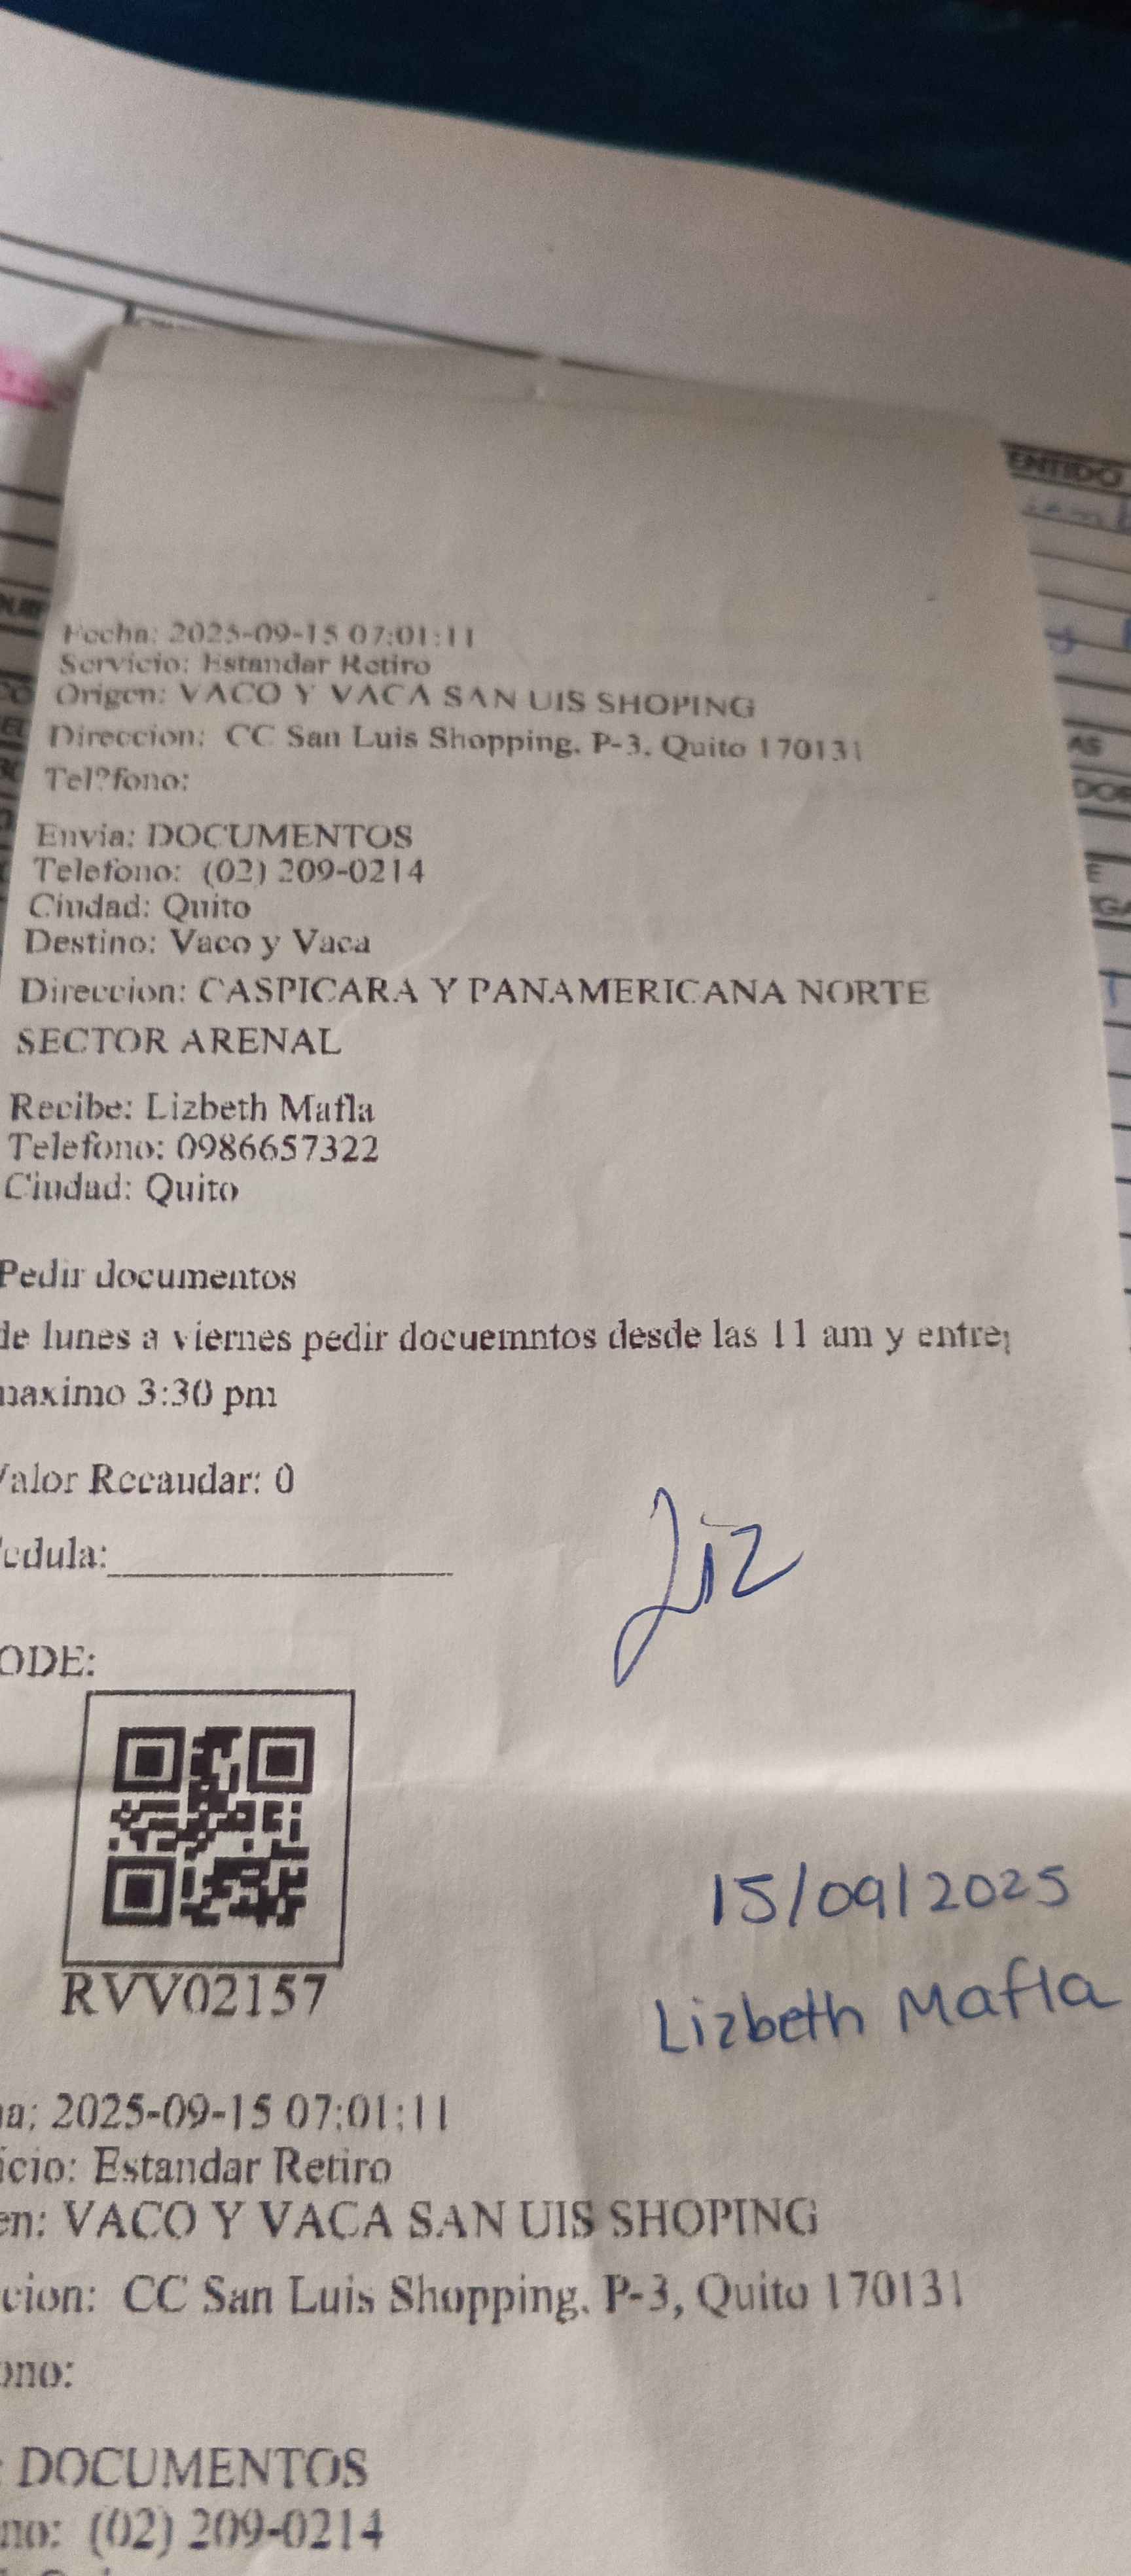 ENTIDO
Fecha: 2025-09-15 07:01:11
Servicio: Estandar Retiro
Origen: VACO Y VACA SAN UIS SHOPING
Direccion: CC San Luis Shopping. P-3. Quito 170131
AS
Tel?fono:
Envia: DOCUMENTOS
Telefono: (02) 209-0214
Ciudad: Quito
Destino: Vaco y Vaca
Direccion: CASPICARA Y PANAMERICANA NORTE
SECTOR ARENAL
Recibe: Lizbeth Mafla
Telefono: 0986657322
Ciudad: Quito
Pedir documentos
de lunes a viernes pedir docuemntos desde las 11 am y entre
maximo 3:30 pm
Valor Recaudar: 0
edula:
Liz
ODE:
RVV02157
15/09/2025
Lizbeth Mafla
a: 2025-09-15 07:01:11
icio: Estandar Retiro
en: VACO Y VACA SAN UIS SHOPING
cion: CC San Luis Shopping. P-3, Quito 170131
ono:
: DOCUMENTOS
no: (02) 209-0214